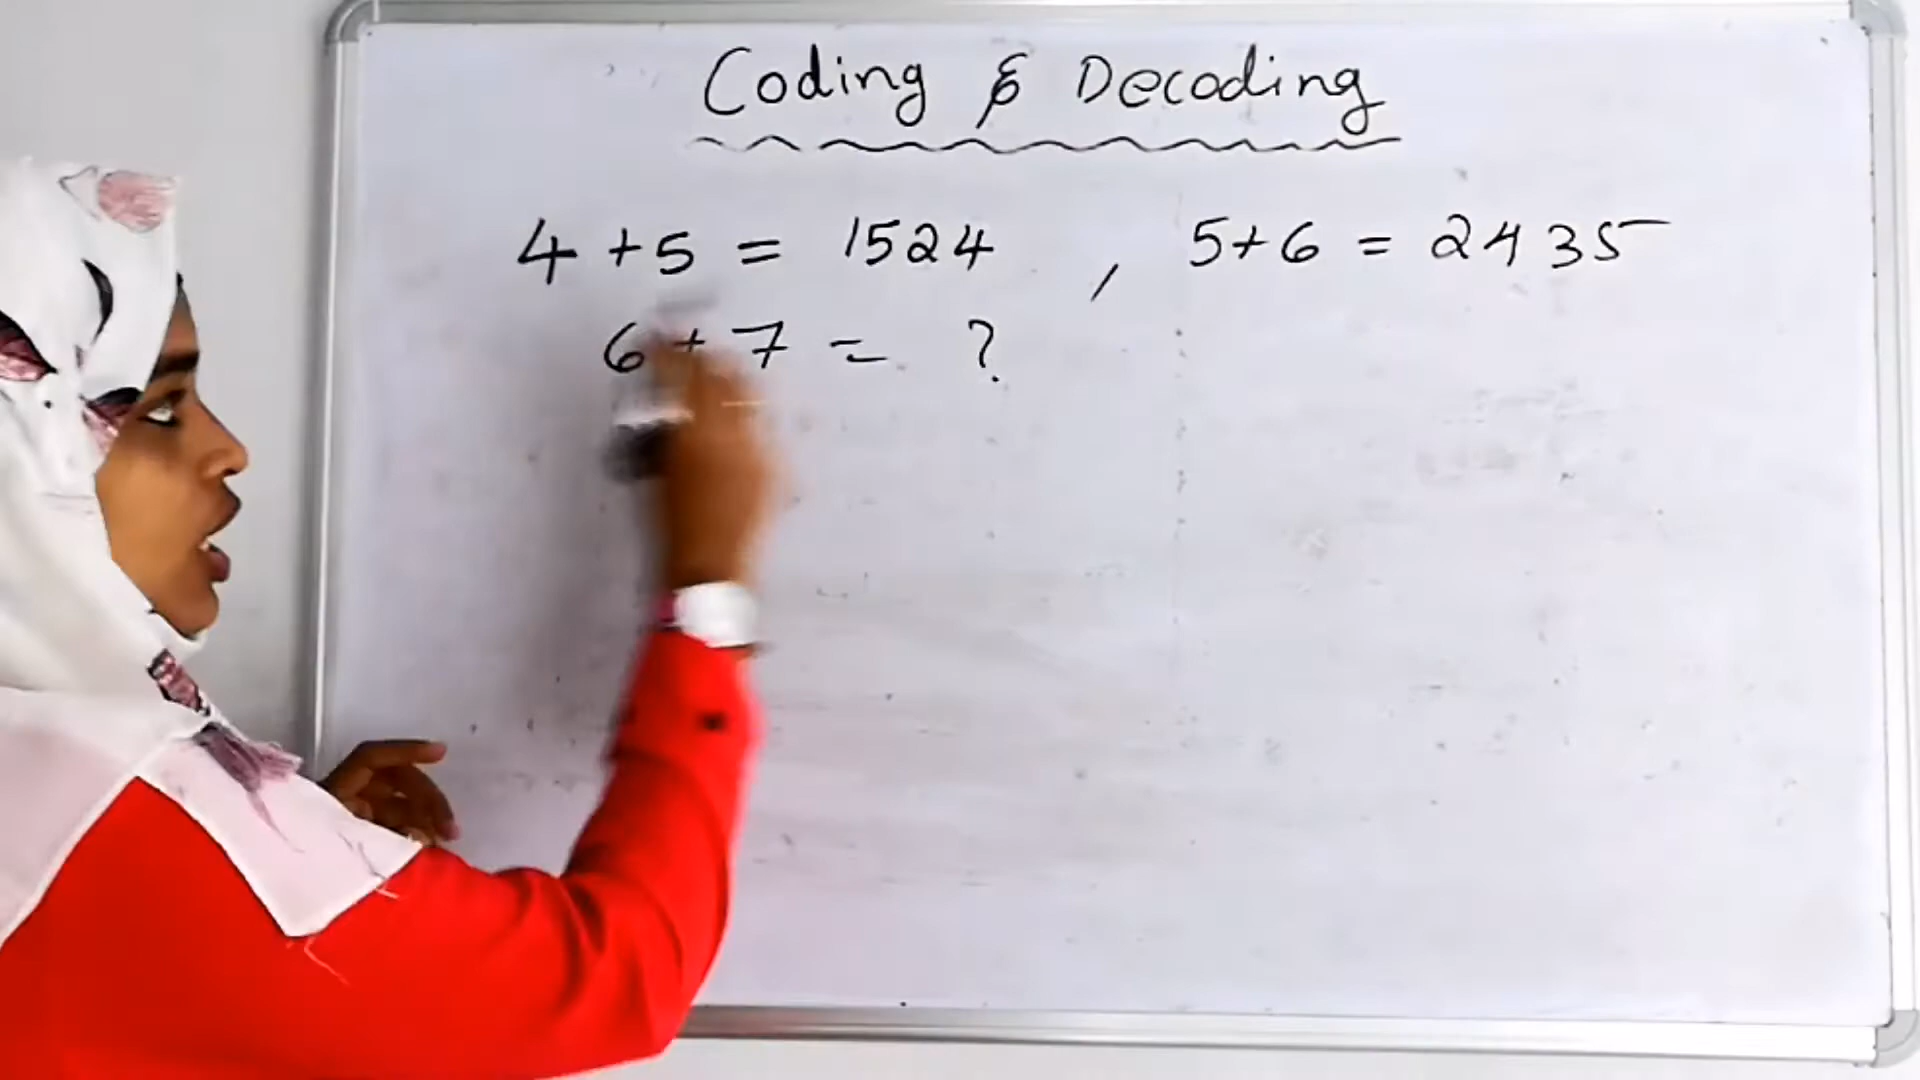 Coding & Decoding
4 + 5 = 1524 , 5+6 = 2435
6 + 7 = ?